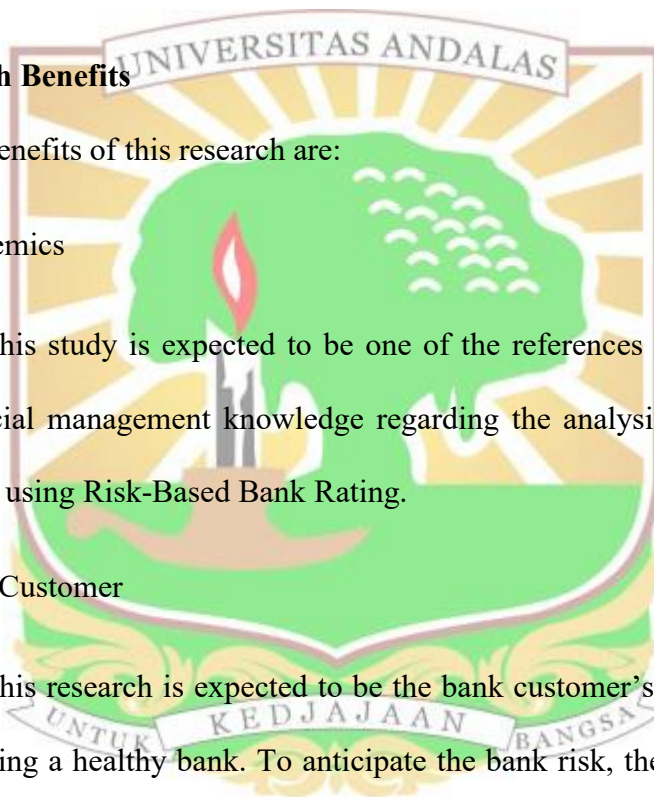 UNIVERSITAS ANDALAS
h Benefits
enefits of this research are:
emics
his study is expected to be one of the references
cial management knowledge regarding the analysi
using Risk-Based Bank Rating.
Customer
his research is expected to be the bank customer's
UNTUK KEDJAJAAN BANGSA
ing a healthy bank. To anticipate the bank risk, the